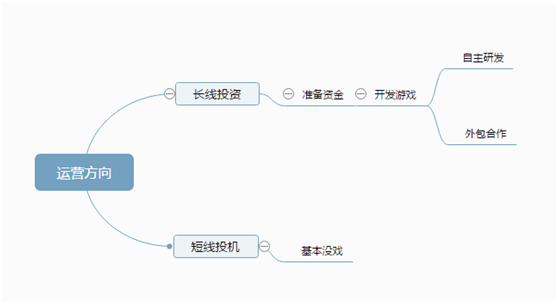 自主研发
长线投资
准备资金
开发游戏
外包合作
运营方向
短线投机
基本没戏